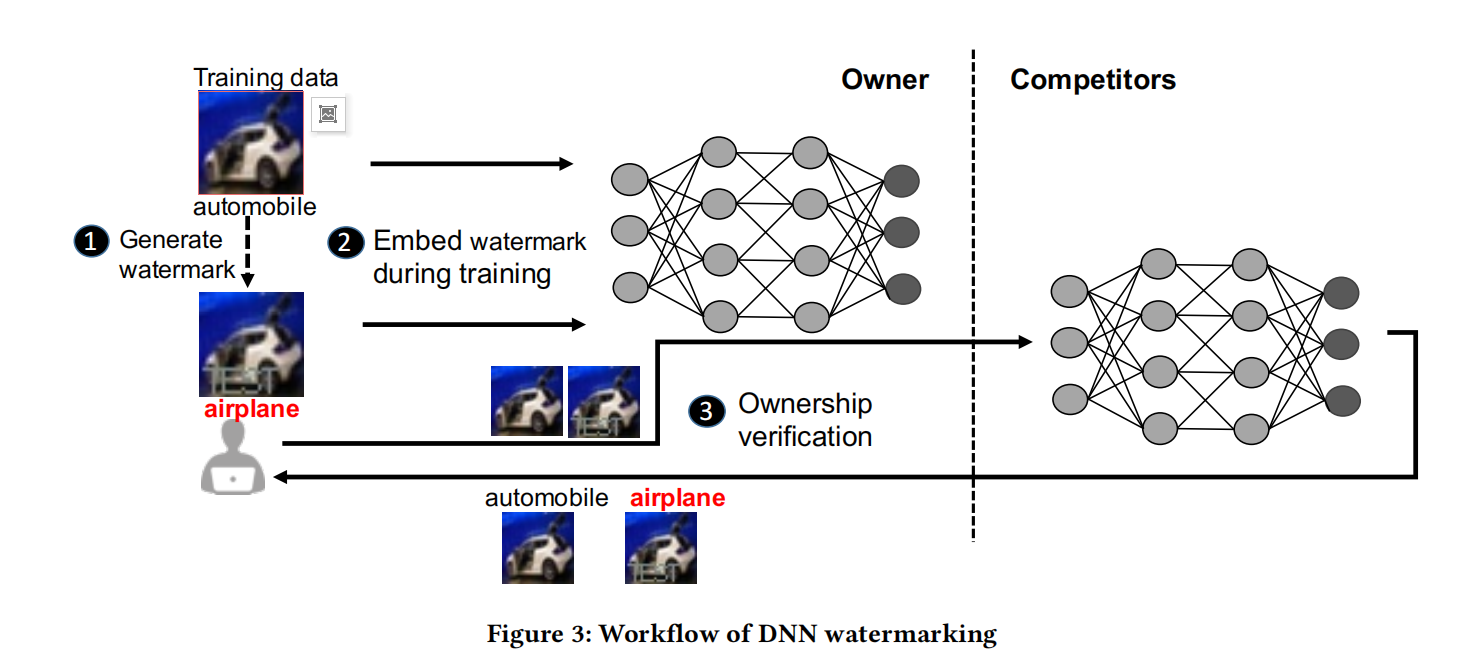 Training data
automobile
1 Generate
watermark
TEST
airplane
2 Embed watermark
during training
Owner
Competitors
TEST
3 Ownership
verification
automobile airplane
TEST
Figure 3: Workflow of DNN watermarking